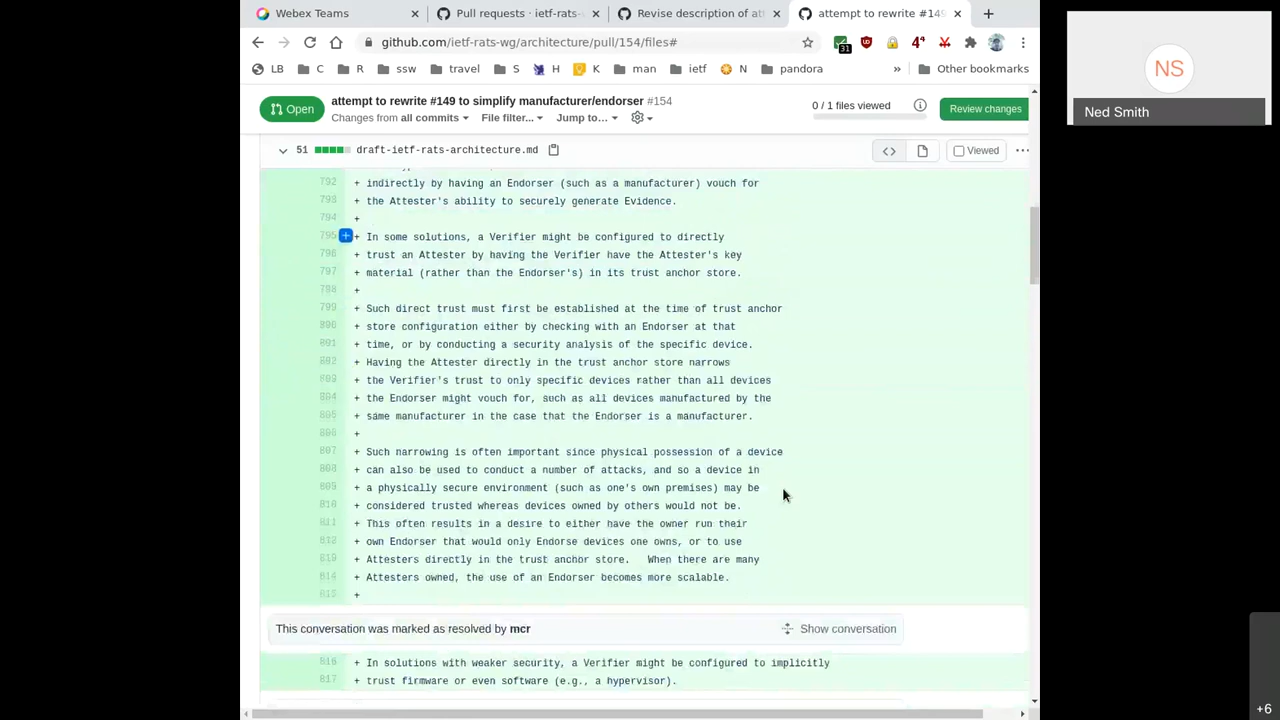 Webex Teams
Pull requests · ietf-rats-
Revise description of att
attempt to rewrite #149
github.com/ietf-rats-wg/architecture/pull/154/files#
31
LB
C
R
ssw
travel
S
H
K
man
ietf
N
pandora
»
Other bookmarks
Open
attempt to rewrite #149 to simplify manufacturer/endorser #154
Changes from all commits
File filter...
Jump to...
0 / 1 files viewed
Review changes
51 draft-ietf-rats-architecture.md
Viewed
792 + indirectly by having an Endorser (such as a manufacturer) vouch for
793 + the Attester's ability to securely generate Evidence.
794 +
795 + In some solutions, a Verifier might be configured to directly
796 + trust an Attester by having the Verifier have the Attester's key
797 + material (rather than the Endorser's) in its trust anchor store.
798 +
799 + Such direct trust must first be established at the time of trust anchor
800 + store configuration either by checking with an Endorser at that
801 + time, or by conducting a security analysis of the specific device.
802 + Having the Attester directly in the trust anchor store narrows
803 + the Verifier's trust to only specific devices rather than all devices
804 + the Endorser might vouch for, such as all devices manufactured by the
805 + same manufacturer in the case that the Endorser is a manufacturer.
806 +
807 + Such narrowing is often important since physical possession of a device
808 + can also be used to conduct a number of attacks, and so a device in
809 + a physically secure environment (such as one's own premises) may be
810 + considered trusted whereas devices owned by others would not be.
811 + This often results in a desire to either have the owner run their
812 + own Endorser that would only Endorse devices one owns, or to use
813 + Attesters directly in the trust anchor store.   When there are many
814 + Attesters owned, the use of an Endorser becomes more scalable.
815 +
This conversation was marked as resolved by mcr
Show conversation
816 + In solutions with weaker security, a Verifier might be configured to implicitly
817 + trust firmware or even software (e.g., a hypervisor).
NS
Ned Smith
+6